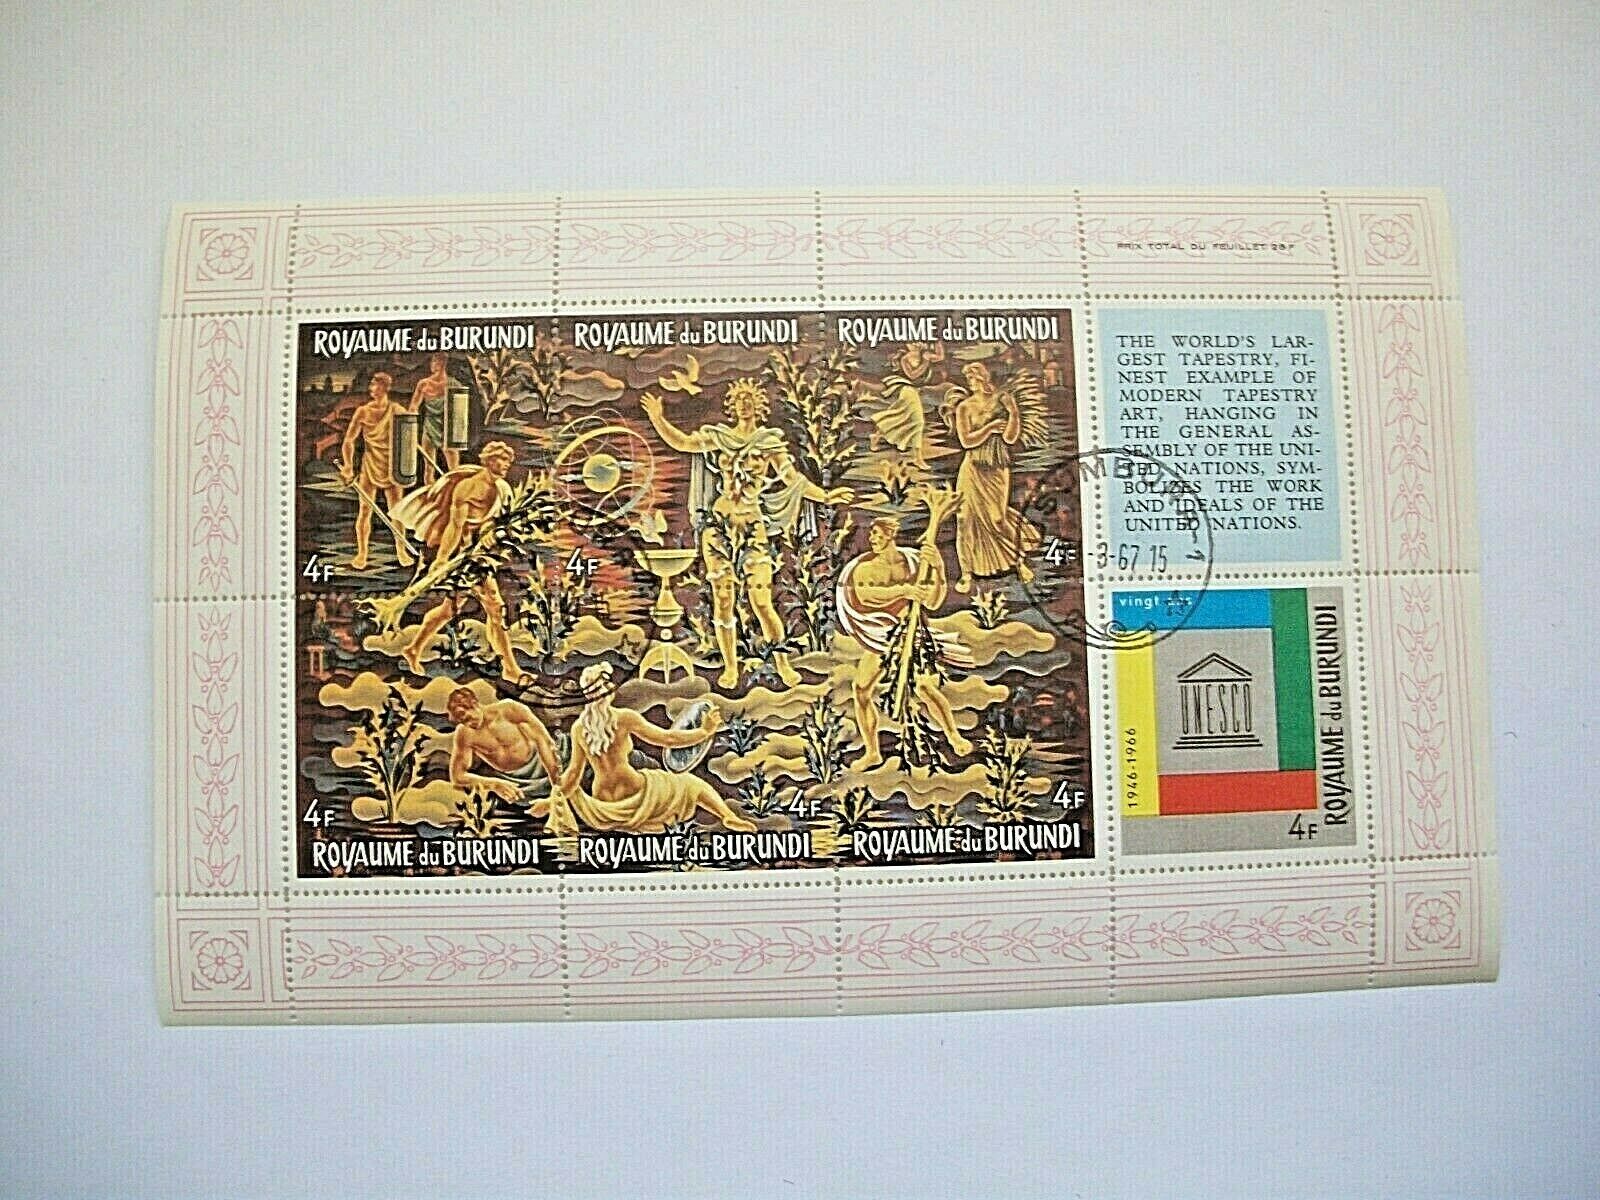 PRIX TOTAL DU FEUILLET 28 F
ROYAUME du BURUNDI
ROYAUME du BURUNDI
ROYAUME du BURUNDI
THE WORLD'S LAR-
GEST TAPESTRY, FI-
NEST EXAMPLE OF
MODERN TAPESTRY
ART, HANGING IN
THE GENERAL AS-
SEMBLY OF THE UNI-
TED NATIONS, SYM-
BOLIZES THE WORK
AND IDEALS OF THE
UNITED NATIONS.
4F
4F
4F
-3-67 15
vingt ans
1946-1966
UNESCO
ROYAUME du BURUNDI
4F
4F
4F
4F
ROYAUME du BURUNDI
ROYAUME du BURUNDI
ROYAUME du BURUNDI